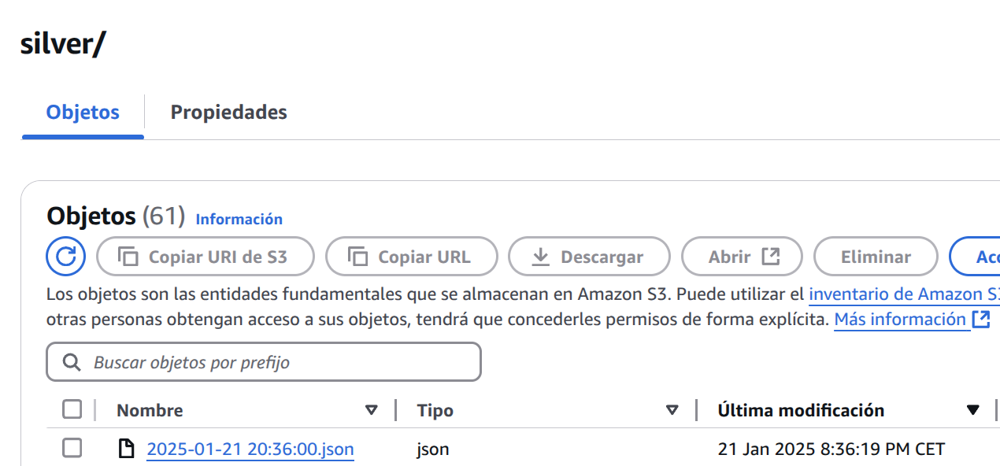 silver/
Objetos
Propiedades
Objetos (61) Información
Copiar URI de S3
Copiar URL
Descargar
Abrir
Eliminar
Los objetos son las entidades fundamentales que se almacenan en Amazon S3. Puede utilizar el inventario de Amazon S3
otras personas obtengan acceso a sus objetos, tendrá que concederles permisos de forma explícita. Más información
Buscar objetos por prefijo
Nombre
Tipo
Última modificación
2025-01-21 20:36:00.json
json
21 Jan 2025 8:36:19 PM CET